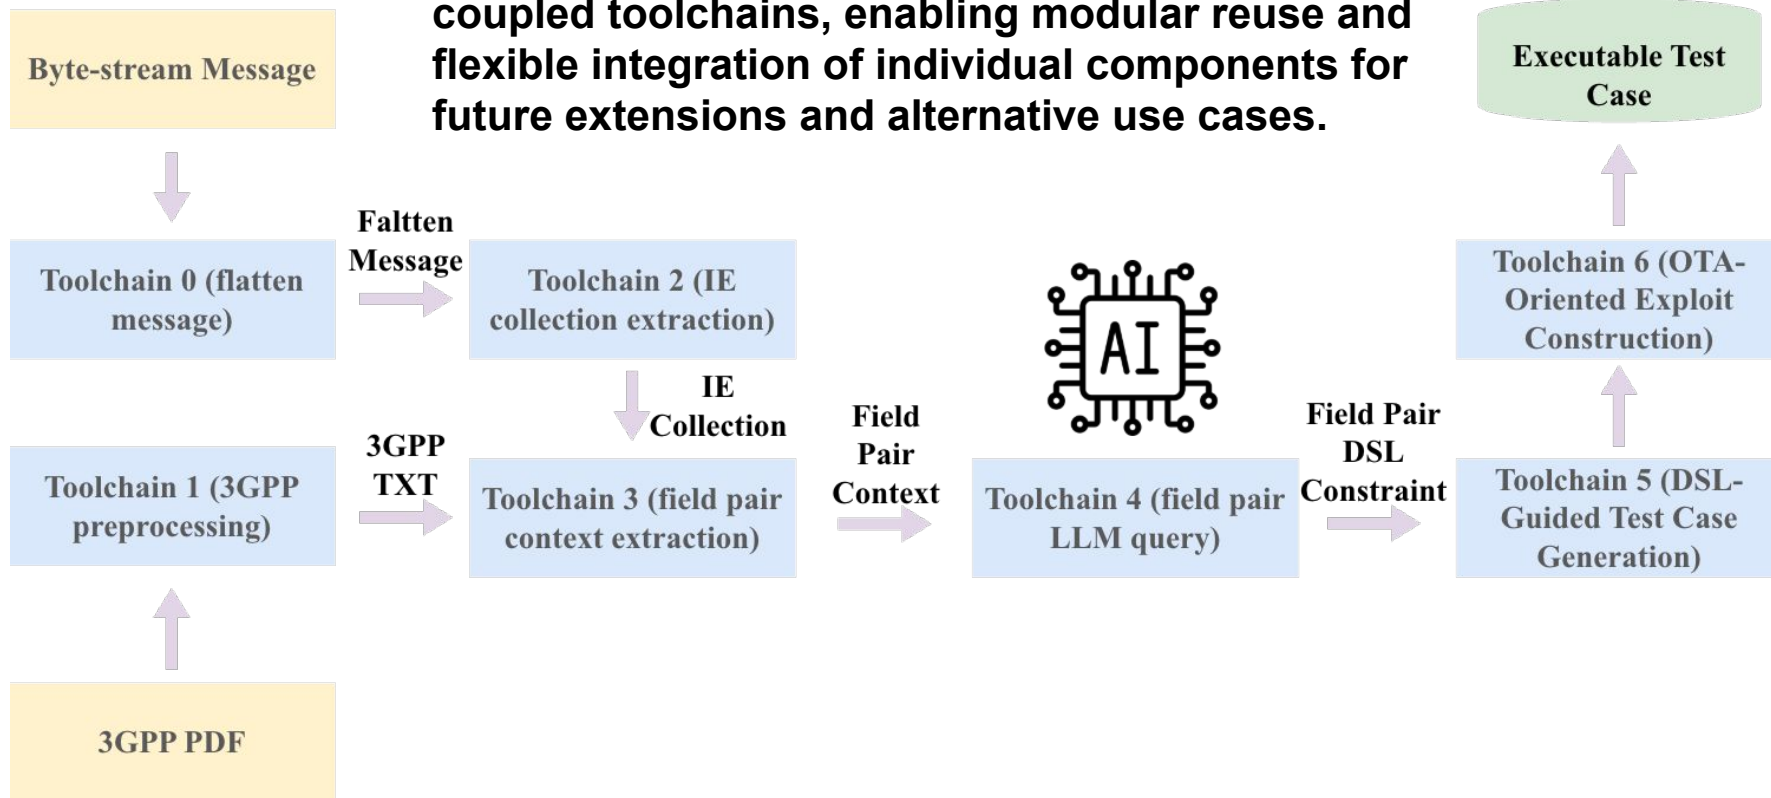 coupled toolchains, enabling modular reuse and
flexible integration of individual components for
future extensions and alternative use cases.
Byte-stream Message
Executable Test
Case
Faltten
Message
Toolchain 0 (flatten
message)
Toolchain 2 (IE
collection extraction)
AI
Toolchain 6 (OTA-
Oriented Exploit
Construction)
IE
Collection
3GPP
TXT
Field
Pair
Context
Field Pair
DSL
Constraint
Toolchain 1 (3GPP
preprocessing)
Toolchain 3 (field pair
context extraction)
Toolchain 4 (field pair
LLM query)
Toolchain 5 (DSL-
Guided Test Case
Generation)
3GPP PDF